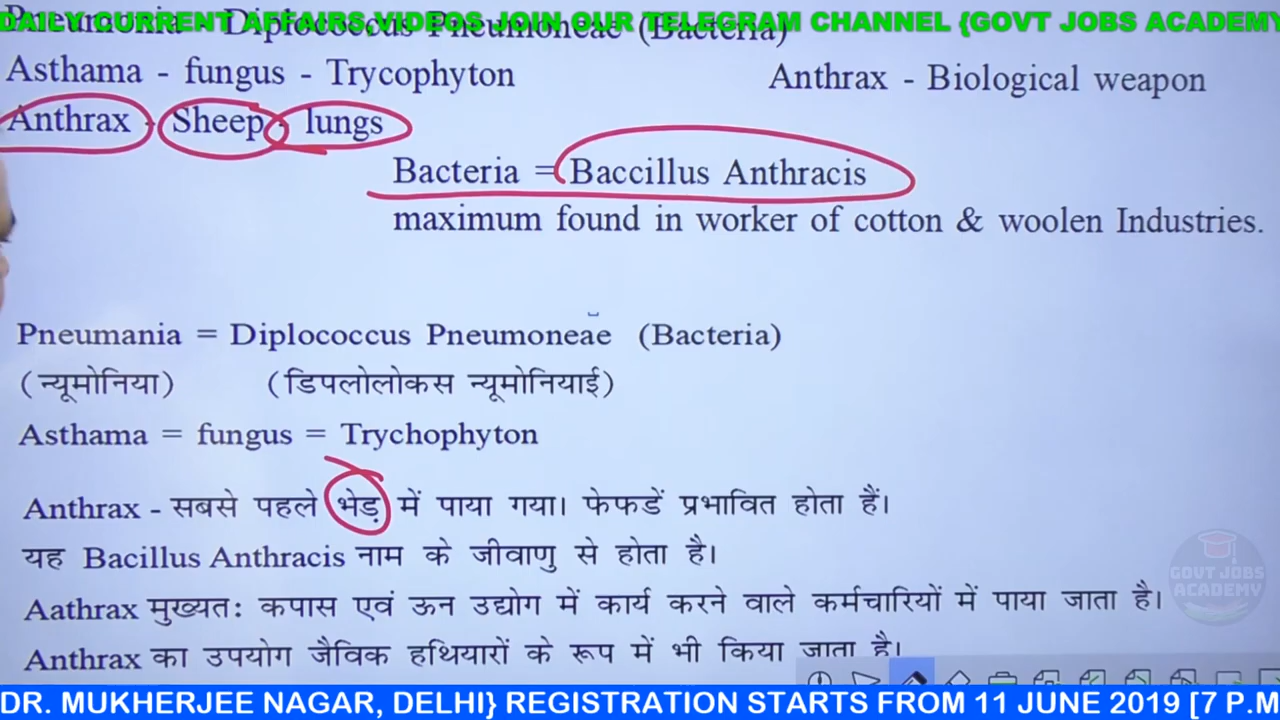 DAILY CURRENT AFFAIRS VIDEOS JOIN OUR TELEGRAM CHANNEL {GOVT JOBS ACADEMY
Pneumonia Diplococcus Pneumoneae (Bacteria)
Asthama - fungus - Trycophyton
Anthrax - Biological weapon
Anthrax - Sheep - lungs
Bacteria = Baccillus Anthracis
maximum found in worker of cotton & woolen Industries.
Pneumania = Diplococcus Pneumoneae (Bacteria)
(न्यूमोनिया) (डिपलोलोकस न्यूमोनियाई)
Asthama = fungus = Trychophyton
Anthrax - सबसे पहले भेड़ में पाया गया। फेफडें प्रभावित होता हैं।
यह Bacillus Anthracis नाम के जीवाणु से होता है।
Aathrax मुख्यतः कपास एवं ऊन उद्योग में कार्य करने वाले कर्मचारियों में पाया जाता है।
Anthrax का उपयोग जैविक हथियारों के रूप में भी किया जाता है।
GOVT JOBS
ACADEMY
DR. MUKHERJEE NAGAR, DELHI} REGISTRATION STARTS FROM 11 JUNE 2019 [7 P.M